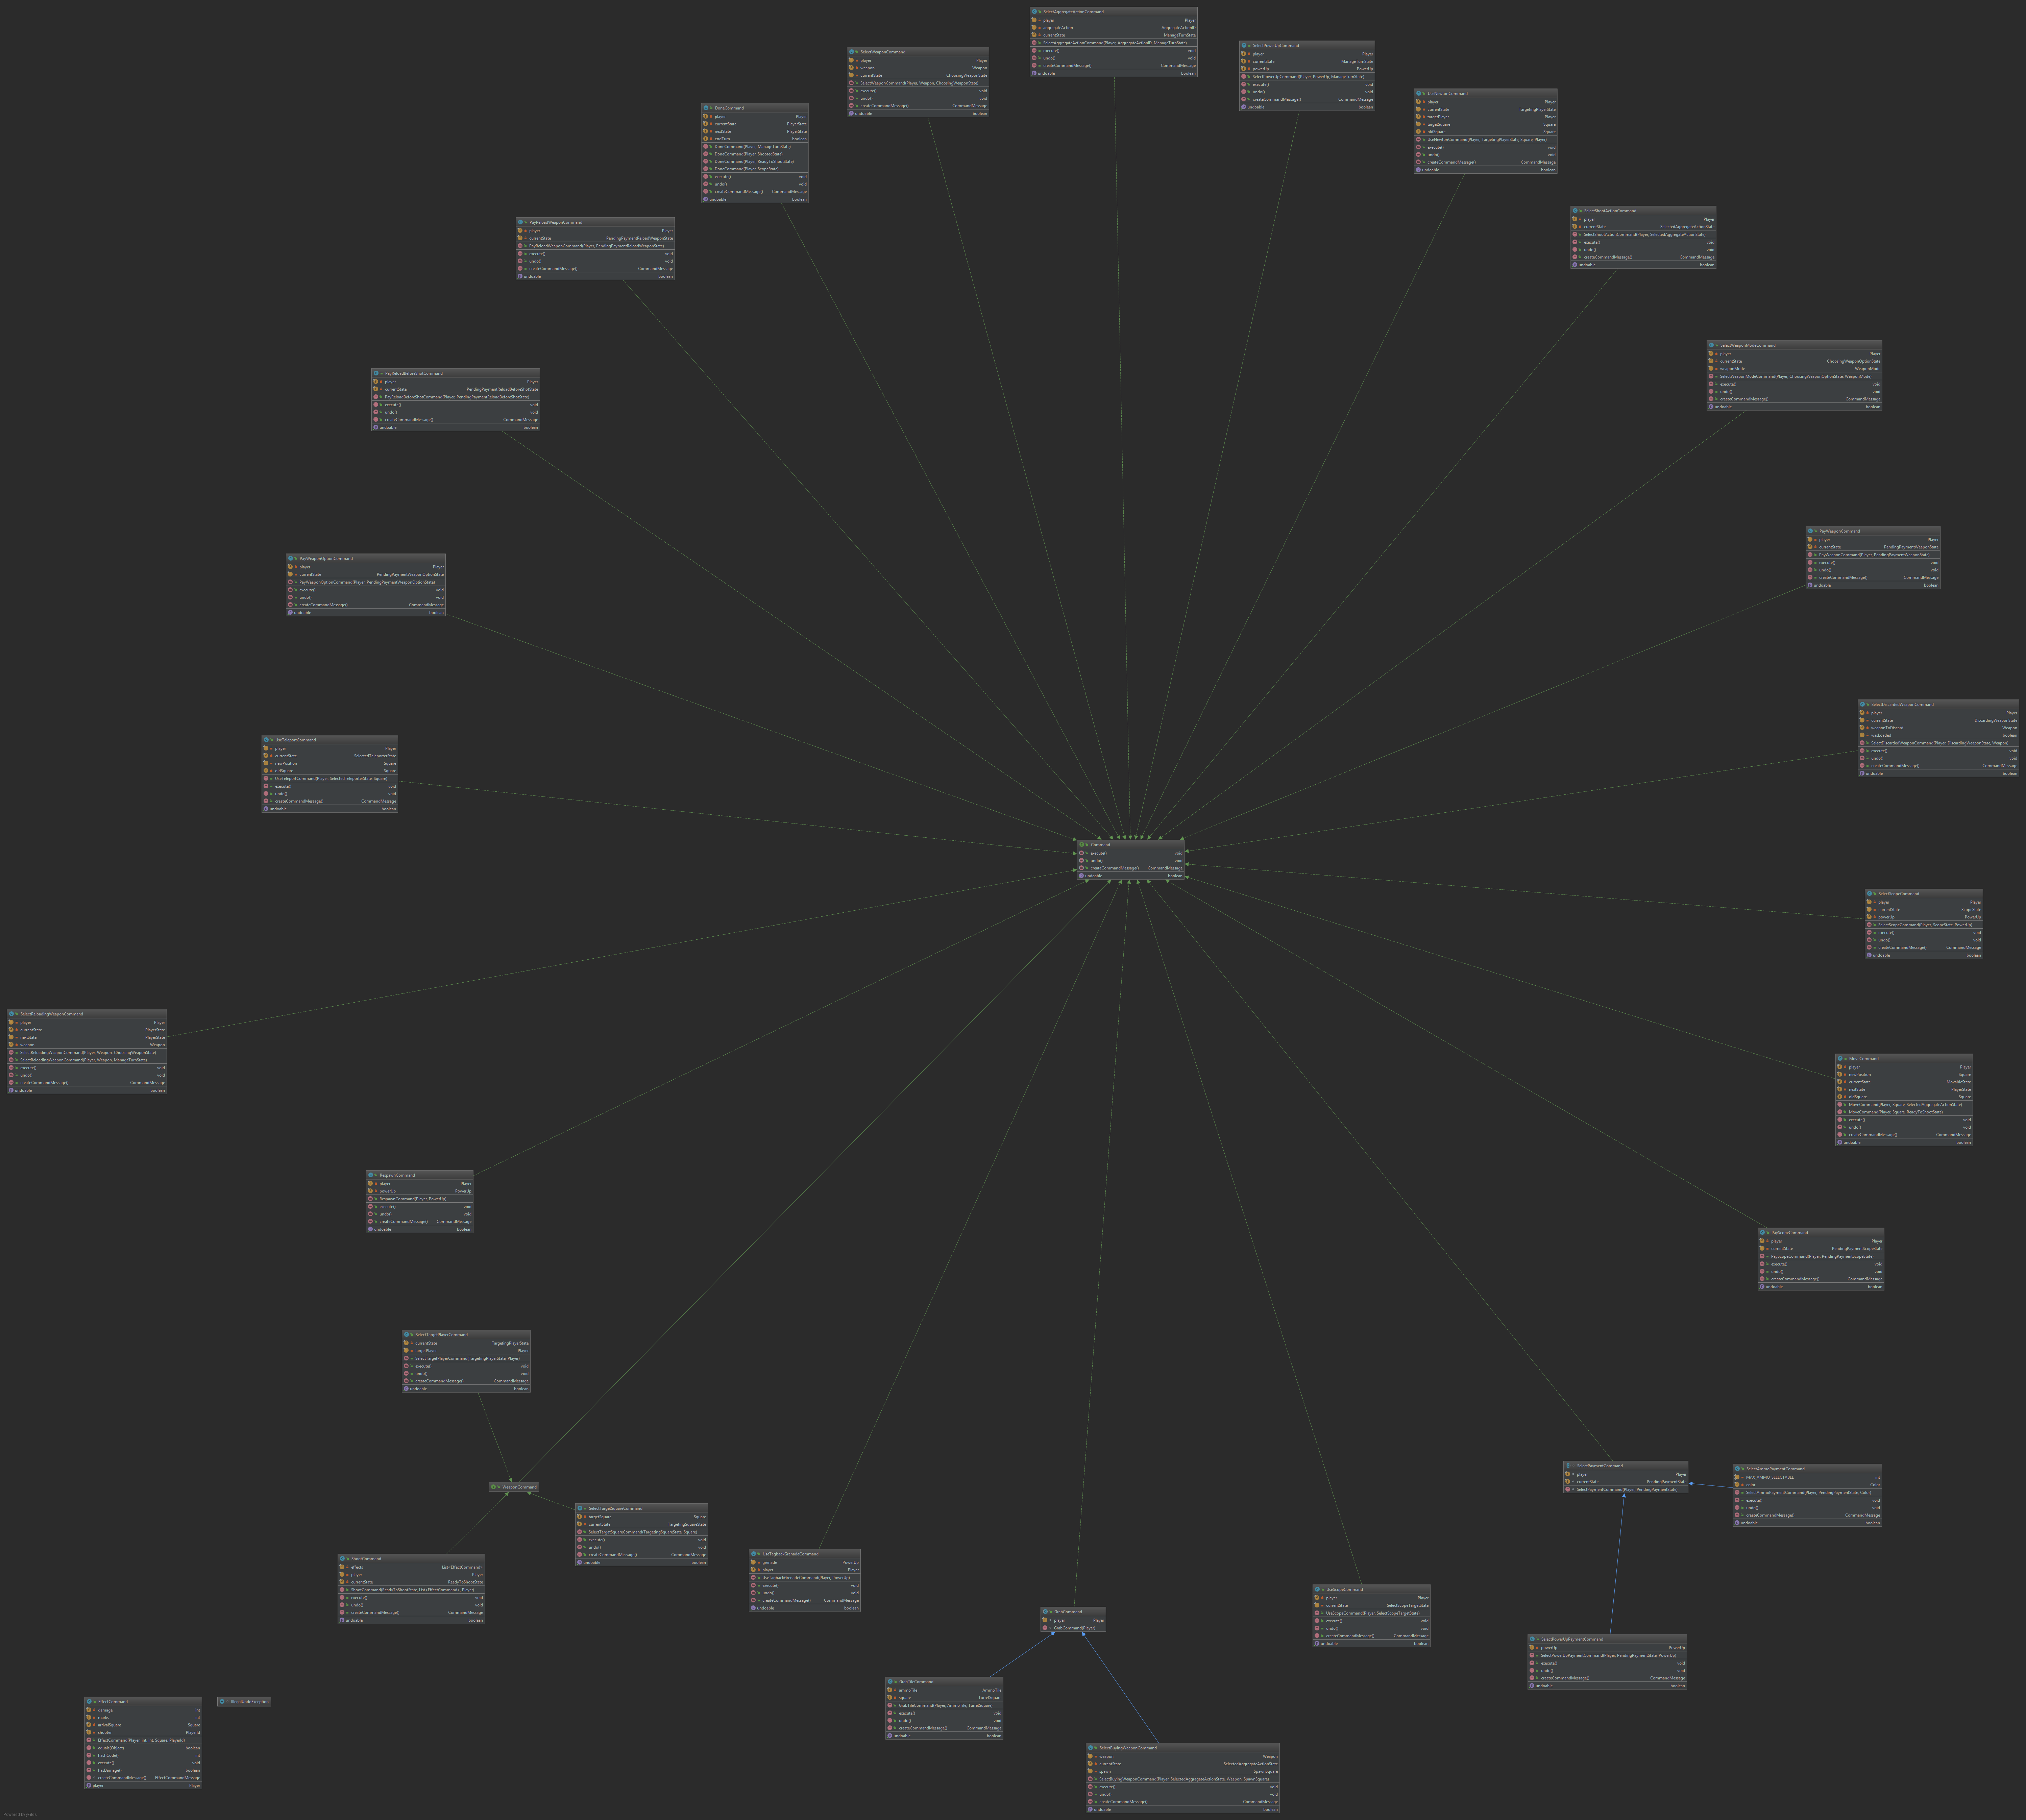 SelectAggregateActionCommand
player Player
aggregateAction AggregateActionID
currentState ManageTurnState
SelectAggregateActionCommand(Player, AggregateActionID, ManageTurnState)
execute() void
undo() void
createCommandMessage() CommandMessage
undoable boolean
SelectPowerUpCommand
player Player
currentState ManageTurnState
powerUp PowerUp
SelectPowerUpCommand(Player, PowerUp, ManageTurnState)
execute() void
undo() void
createCommandMessage() CommandMessage
undoable boolean
SelectWeaponCommand
player Player
weapon Weapon
currentState ChoosingWeaponState
SelectWeaponCommand(Player, Weapon, ChoosingWeaponState)
execute() void
undo() void
createCommandMessage() CommandMessage
undoable boolean
UseNewtonCommand
player Player
currentState TargetingPlayerState
targetPlayer Player
targetSquare Square
oldSquare Square
UseNewtonCommand(Player, TargetingPlayerState, Square, Player)
execute() void
undo() void
createCommandMessage() CommandMessage
undoable boolean
DoneCommand
player Player
currentState PlayerState
nextState PlayerState
endTurn boolean
DoneCommand(Player, ManageTurnState)
DoneCommand(Player, ShootedState)
DoneCommand(Player, ReadyToShootState)
DoneCommand(Player, ScopeState)
execute() void
undo() void
createCommandMessage() CommandMessage
undoable boolean
SelectShootActionCommand
player Player
currentState SelectedAggregateActionState
SelectShootActionCommand(Player, SelectedAggregateActionState)
execute() void
undo() void
createCommandMessage() CommandMessage
undoable boolean
PayReloadWeaponCommand
player Player
currentState PendingPaymentReloadWeaponState
PayReloadWeaponCommand(Player, PendingPaymentReloadWeaponState)
execute() void
undo() void
createCommandMessage() CommandMessage
undoable boolean
SelectWeaponModeCommand
player Player
currentState ChoosingWeaponOptionState
weaponMode WeaponMode
SelectWeaponModeCommand(Player, ChoosingWeaponOptionState, WeaponMode)
execute() void
undo() void
createCommandMessage() CommandMessage
undoable boolean
PayReloadBeforeShotCommand
player Player
currentState PendingPaymentReloadBeforeShotState
PayReloadBeforeShotCommand(Player, PendingPaymentReloadBeforeShotState)
execute() void
undo() void
createCommandMessage() CommandMessage
undoable boolean
PayWeaponCommand
player Player
currentState PendingPaymentWeaponState
PayWeaponCommand(Player, PendingPaymentWeaponState)
execute() void
undo() void
createCommandMessage() CommandMessage
undoable boolean
PayWeaponOptionCommand
player Player
currentState PendingPaymentWeaponOptionState
PayWeaponOptionCommand(Player, PendingPaymentWeaponOptionState)
execute() void
undo() void
createCommandMessage() CommandMessage
undoable boolean
SelectDiscardedWeaponCommand
player Player
currentState DiscardingWeaponState
weaponToDiscard Weapon
wasLoaded boolean
SelectDiscardedWeaponCommand(Player, DiscardingWeaponState, Weapon)
execute() void
undo() void
createCommandMessage() CommandMessage
undoable boolean
UseTeleportCommand
player Player
currentState SelectedTeleporterState
newPosition Square
oldSquare Square
UseTeleportCommand(Player, SelectedTeleporterState, Square)
execute() void
undo() void
createCommandMessage() CommandMessage
undoable boolean
Command
execute() void
undo() void
createCommandMessage() CommandMessage
undoable boolean
SelectScopeCommand
player Player
currentState ScopeState
powerUp PowerUp
SelectScopeCommand(Player, ScopeState, PowerUp)
execute() void
undo() void
createCommandMessage() CommandMessage
undoable boolean
SelectReloadingWeaponCommand
player Player
currentState PlayerState
nextState PlayerState
weapon Weapon
SelectReloadingWeaponCommand(Player, Weapon, ChoosingWeaponState)
SelectReloadingWeaponCommand(Player, Weapon, ManageTurnState)
execute() void
undo() void
createCommandMessage() CommandMessage
undoable boolean
MoveCommand
player Player
newPosition Square
currentState MovableState
nextState PlayerState
oldSquare Square
MoveCommand(Player, Square, SelectedAggregateActionState)
MoveCommand(Player, Square, ReadyToShootState)
execute() void
undo() void
createCommandMessage() CommandMessage
undoable boolean
RespawnCommand
player Player
powerUp PowerUp
RespawnCommand(Player, PowerUp)
execute() void
undo() void
createCommandMessage() CommandMessage
undoable boolean
PayScopeCommand
player Player
currentState PendingPaymentScopeState
PayScopeCommand(Player, PendingPaymentScopeState)
execute() void
undo() void
createCommandMessage() CommandMessage
undoable boolean
SelectTargetPlayerCommand
currentState TargetingPlayerState
targetPlayer Player
SelectTargetPlayerCommand(TargetingPlayerState, Player)
execute() void
undo() void
createCommandMessage() CommandMessage
undoable boolean
WeaponCommand
SelectPaymentCommand
player Player
currentState PendingPaymentState
SelectPaymentCommand(Player, PendingPaymentState)
SelectAmmoPaymentCommand
MAX_AMMO_SELECTABLE int
color Color
SelectAmmoPaymentCommand(Player, PendingPaymentState, Color)
execute() void
undo() void
createCommandMessage() CommandMessage
undoable boolean
SelectTargetSquareCommand
targetSquare Square
currentState TargetingSquareState
SelectTargetSquareCommand(TargetingSquareState, Square)
execute() void
undo() void
createCommandMessage() CommandMessage
undoable boolean
ShootCommand
effects List<EffectCommand>
player Player
currentState ReadyToShootState
ShootCommand(ReadyToShootState, List<EffectCommand>, Player)
execute() void
undo() void
createCommandMessage() CommandMessage
undoable boolean
UseTagbackGrenadeCommand
grenade PowerUp
player Player
UseTagbackGrenadeCommand(Player, PowerUp)
execute() void
undo() void
createCommandMessage() CommandMessage
undoable boolean
UseScopeCommand
player Player
currentState SelectScopeTargetState
UseScopeCommand(Player, SelectScopeTargetState)
execute() void
undo() void
createCommandMessage() CommandMessage
undoable boolean
GrabCommand
player Player
GrabCommand(Player)
SelectPowerUpPaymentCommand
powerUp PowerUp
SelectPowerUpPaymentCommand(Player, PendingPaymentState, PowerUp)
execute() void
undo() void
createCommandMessage() CommandMessage
undoable boolean
GrabTileCommand
ammoTile AmmoTile
square TurretSquare
GrabTileCommand(Player, AmmoTile, TurretSquare)
execute() void
undo() void
createCommandMessage() CommandMessage
undoable boolean
EffectCommand
damage int
marks int
arrivalSquare Square
shooter PlayerId
EffectCommand(Player, int, int, Square, PlayerId)
equals(Object) boolean
hashCode() int
execute() void
hasDamage() boolean
createCommandMessage() EffectCommandMessage
player Player
IllegalUndoException
SelectBuyingWeaponCommand
weapon Weapon
currentState SelectedAggregateActionState
spawn SpawnSquare
SelectBuyingWeaponCommand(Player, SelectedAggregateActionState, Weapon, SpawnSquare)
execute() void
undo() void
createCommandMessage() CommandMessage
undoable boolean
Powered by yFiles